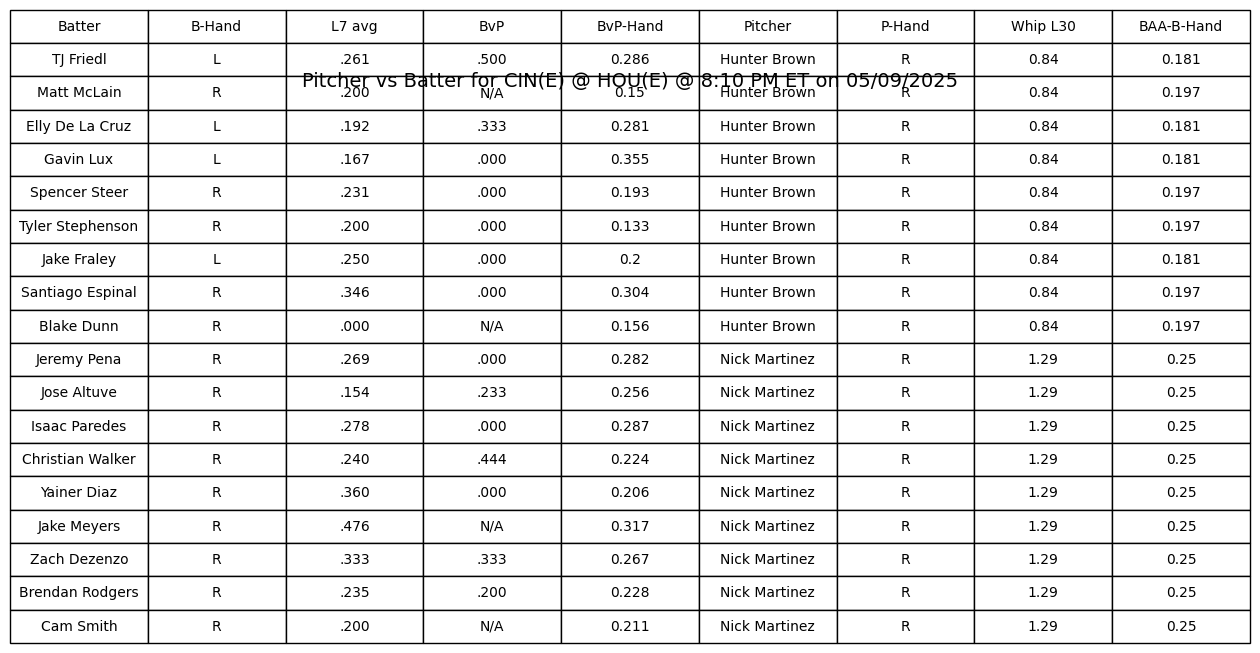 Batter B-Hand L7 avg BvP BvP-Hand Pitcher P-Hand Whip L30 BAA-B-Hand
TJ Friedl L .261 .500 0.286 Hunter Brown R 0.84 0.181
Pitcher vs Batter for CIN(E) @ HOU(E) @ 8:10 PM ET on 05/09/2025
Matt McLain R .200 N/A 0.15 Hunter Brown R 0.84 0.197
Elly De La Cruz L .192 .333 0.281 Hunter Brown R 0.84 0.181
Gavin Lux L .167 .000 0.355 Hunter Brown R 0.84 0.181
Spencer Steer R .231 .000 0.193 Hunter Brown R 0.84 0.197
Tyler Stephenson R .200 .000 0.133 Hunter Brown R 0.84 0.197
Jake Fraley L .250 .000 0.2 Hunter Brown R 0.84 0.181
Santiago Espinal R .346 .000 0.304 Hunter Brown R 0.84 0.197
Blake Dunn R .000 N/A 0.156 Hunter Brown R 0.84 0.197
Jeremy Pena R .269 .000 0.282 Nick Martinez R 1.29 0.25
Jose Altuve R .154 .233 0.256 Nick Martinez R 1.29 0.25
Isaac Paredes R .278 .000 0.287 Nick Martinez R 1.29 0.25
Christian Walker R .240 .444 0.224 Nick Martinez R 1.29 0.25
Yainer Diaz R .360 .000 0.206 Nick Martinez R 1.29 0.25
Jake Meyers R .476 N/A 0.317 Nick Martinez R 1.29 0.25
Zach Dezenzo R .333 .333 0.267 Nick Martinez R 1.29 0.25
Brendan Rodgers R .235 .200 0.228 Nick Martinez R 1.29 0.25
Cam Smith R .200 N/A 0.211 Nick Martinez R 1.29 0.25